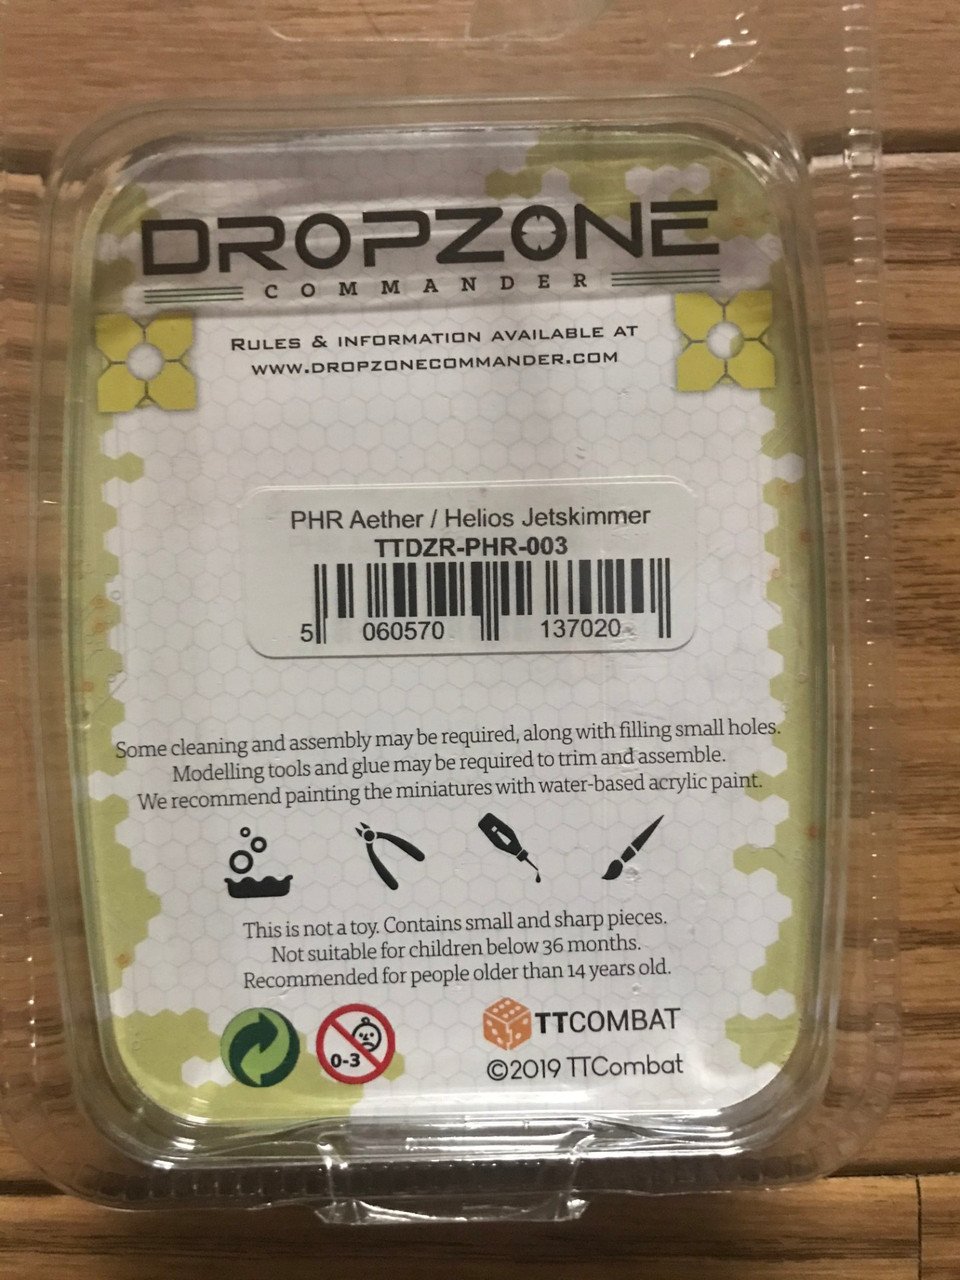 DROPZONE
COMMANDER
RULES & INFORMATION AVAILABLE AT
WWW.DROPZONECOMMANDER.COM
PHR Aether / Helios Jetskimmer
TTDZR-PHR-003
5 060570 137020
Some cleaning and assembly may be required, along with filling small holes.
Modelling tools and glue may be required to trim and assemble.
We recommend painting the miniatures with water-based acrylic paint.
This is not a toy. Contains small and sharp pieces.
Not suitable for children below 36 months.
Recommended for people older than 14 years old.
0-3
TTCOMBAT
©2019 TTCombat